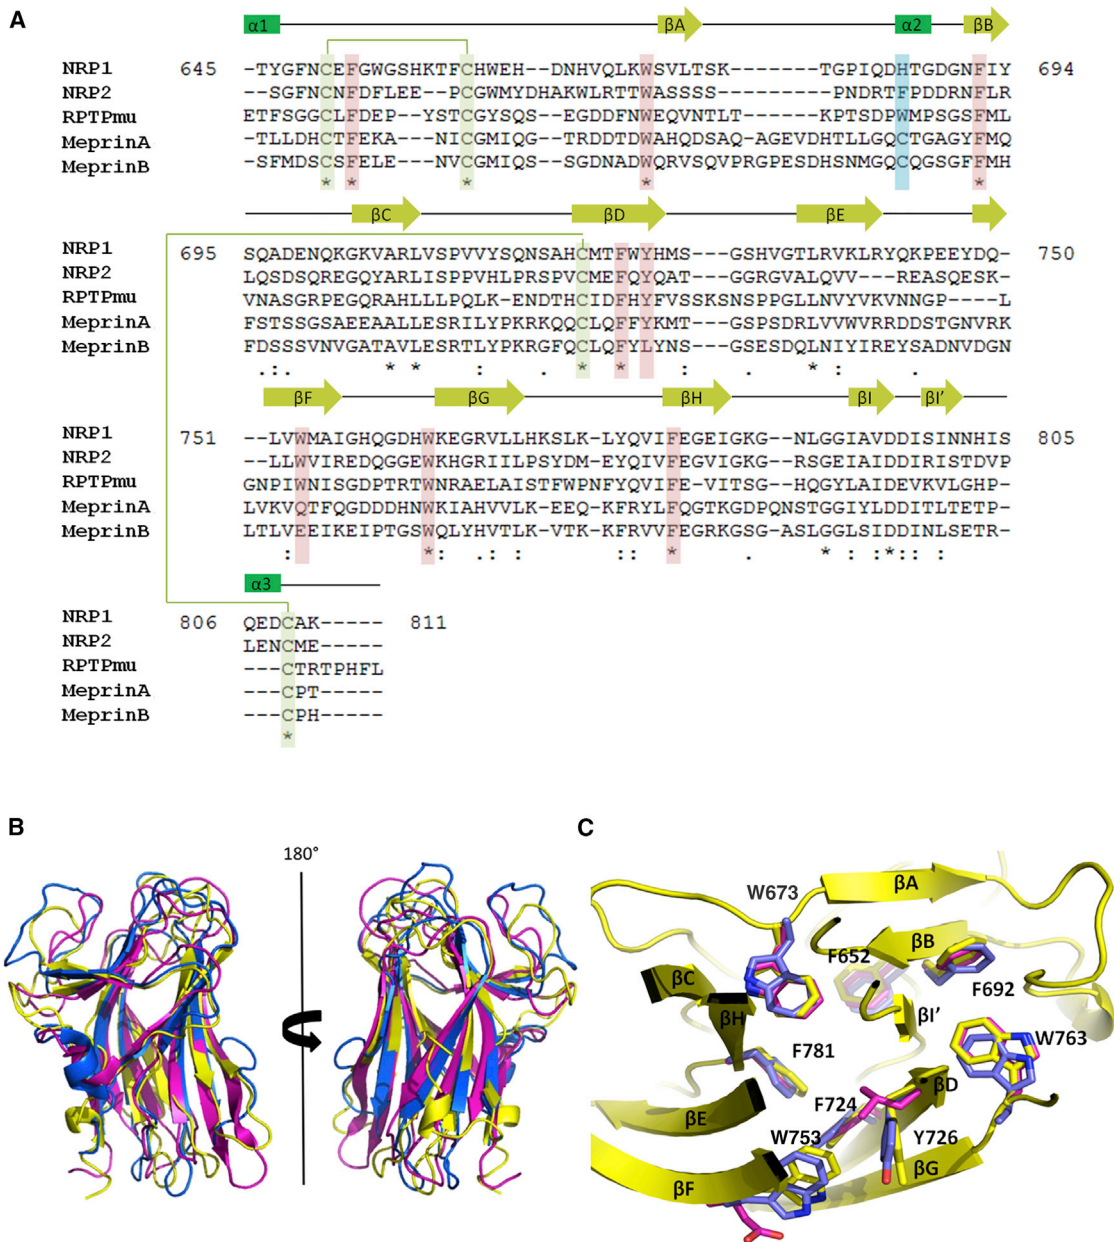 A
α1 βA α2 βB
NRP1 645 -TYGFNCEFGWGSHKTFCHWEH--DNHVQLKWSVLTSK-------TGPIQDHTGDGNFIY 694
NRP2 --SGFNCNFDFLEE--PCGWMYDHAKWLRTTWASSSS--------PNDRTFPDDRNFLR
RPTPmu ETFSGGCLFDEP--YSTCGYSQS--EGDDFNWEQVNTLT------KPTSDPWMPSGSFML
MeprinA -TLLDHCTFEKA---NICGMIQG--TRDDTDWAHQDSAQ-AGEVDHTLLGQCTGAGYFMQ
MeprinB -SFMDSCSFELE---NVCGMIQS--SGDNADWQRVSQVPRGPESDHSNMGQCQGSGFFMH
* * * * *
βC βD βE
NRP1 695 SQADENQKGKVARLVSPVVYSQNSAHCMTFWYHMS---GSHVGTLRVKLRYQKPEEYDQ- 750
NRP2 LQSDSQREGQYARLISPPVHLPRSPVCMEFQYQAT---GGRGVALQVV---REASQESK-
RPTPmu VNASGRPEGQRAHLLLPQLK-ENDTHCIDFHYFVSSKSNSPPGLLNVYVKVNNGP----L
MeprinA FSTSSGSAEEAALLESRILYPKRKQQCLQFFYKMT---GSPSDRLVVWVRRDDSTGNVRK
MeprinB FDSSSVNVGATAVLESRTLYPKRGFQCLQFYLYNS---GSESDQLNIYIREYSADNVDGN
.:. * * : . * * : * : .
βF βG βH βI βI’
NRP1 751 --LVWMAIGHQGDHWKEGRVLLHKSLK-LYQVIFEGEIGKG--NLGGIAVDDISINNHIS 805
NRP2 --LLWVIREDQGGEWKHGRIILPSYDM-EYQIVFEGVIGKG--RSGEIAIDDIRISTDVP
RPTPmu GNPIWNISGDPTRTWNRAELAISTFWPNFYQVIFE-VITSG--HQGYLAIDEVKVLGHP-
MeprinA LVKVQTFQGDDDHNWKIAHVVLK-EEQ-KFRYLFQGTKGDPQNSTGGIYLDDITLTETP-
MeprinB LTLVEEIKEIPTGSWQLYHVTLK-VTK-KFRVVFEGRKGSG-ASLGGLSIDDINLSETR-
: *: .: : :: * . * : *:: :
α3
NRP1 806 QEDCAK----- 811
NRP2 LENCME-----
RPTPmu ---CTRTPHFL
MeprinA ---CPT-----
MeprinB ---CPH-----
*
B
180°
C
W673 βA
F652 βB
βC F692
βH βI’
W763
F781
βD
βE F724
W753 Y726
βF βG